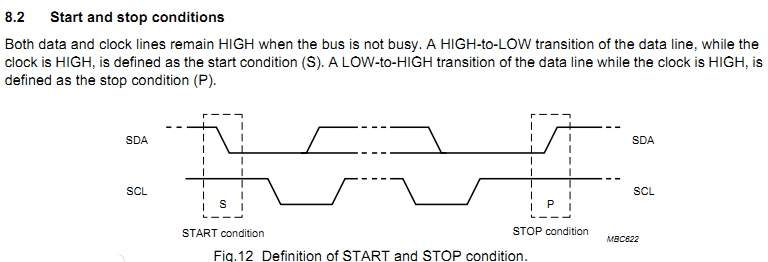 8.2 Start and stop conditions
Both data and clock lines remain HIGH when the bus is not busy. A HIGH-to-LOW transition of the data line, while the
clock is HIGH, is defined as the start condition (S). A LOW-to-HIGH transition of the data line while the clock is HIGH, is
defined as the stop condition (P).
SDA SDA
SCL SCL
S P
START condition STOP condition
MBC622
Fig.12 Definition of START and STOP condition.